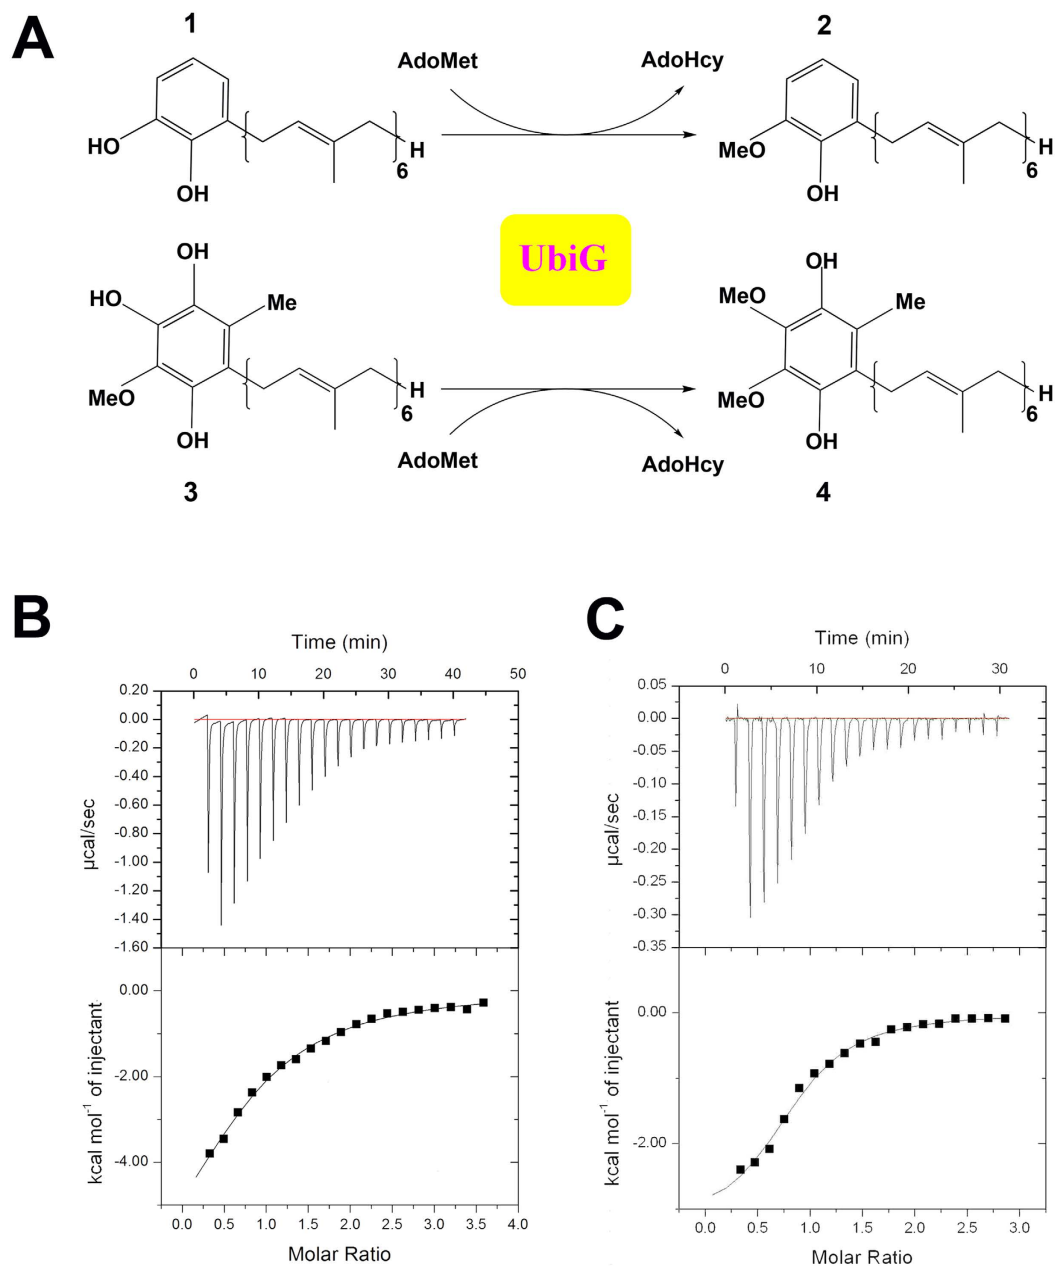 A
1
2
AdoMet
AdoHcy
HO
OH
H
6
MeO
OH
H
6
UbiG
OH
HO
Me
MeO
OH
H
6
OH
MeO
Me
MeO
OH
H
6
AdoMet
AdoHcy
3
4
B
Time (min)
0 10 20 30 40 50
0.20
0.00
-0.20
-0.40
-0.60
-0.80
-1.00
-1.20
-1.40
-1.60
µcal/sec
0.00
-2.00
-4.00
kcal mol⁻¹ of injectant
0.0 0.5 1.0 1.5 2.0 2.5 3.0 3.5 4.0
Molar Ratio
C
Time (min)
0 10 20 30
0.05
0.00
-0.05
-0.10
-0.15
-0.20
-0.25
-0.30
-0.35
µcal/sec
0.00
-2.00
kcal mol⁻¹ of injectant
0.0 0.5 1.0 1.5 2.0 2.5 3.0
Molar Ratio